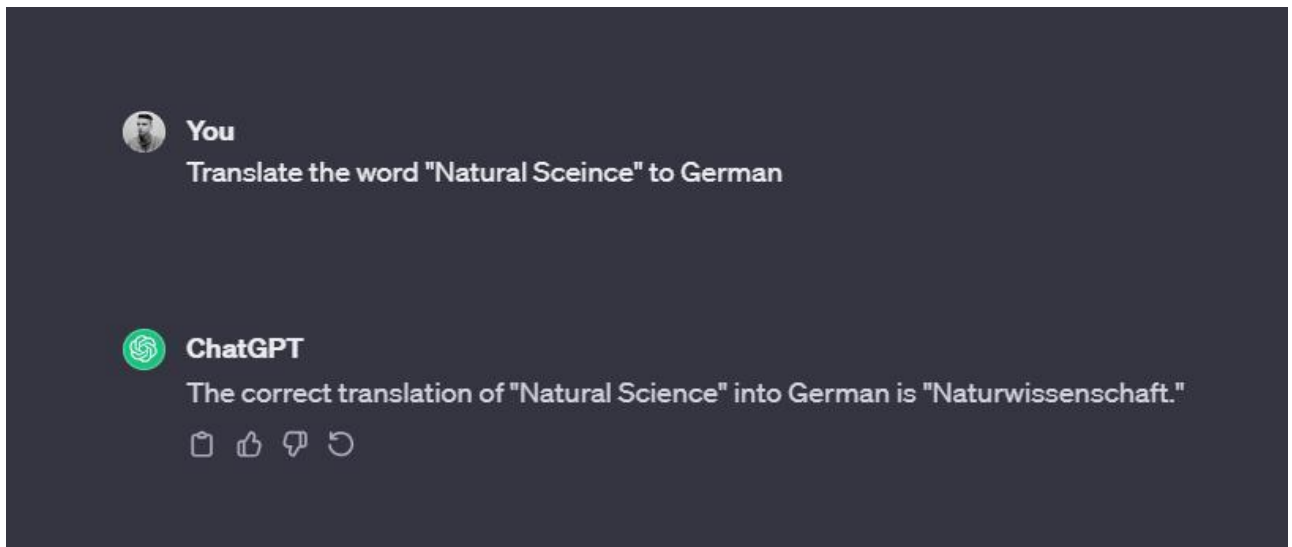 You
Translate the word "Natural Sceince" to German
ChatGPT
The correct translation of "Natural Science" into German is "Naturwissenschaft."